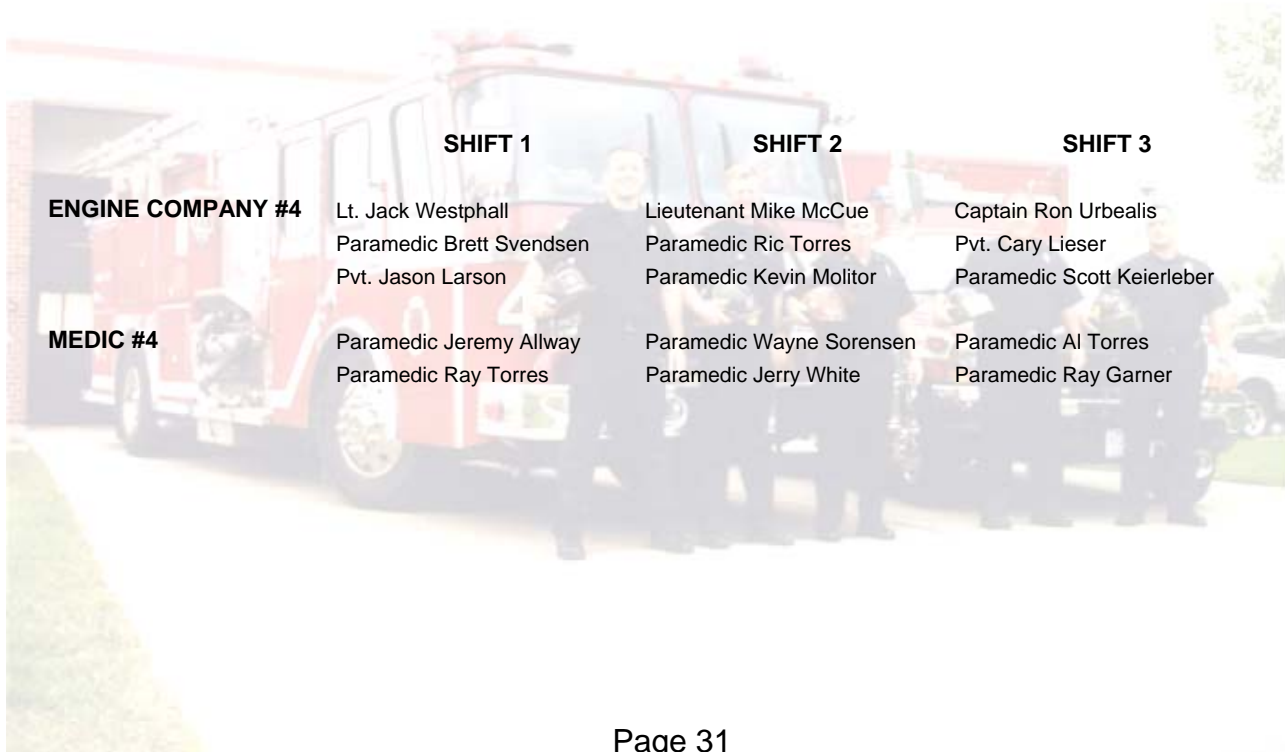 SHIFT 1 SHIFT 2 SHIFT 3
ENGINE COMPANY #4 Lt. Jack Westphall Lieutenant Mike McCue Captain Ron Urbealis
Paramedic Brett Svendsen Paramedic Ric Torres Pvt. Cary Lieser
Pvt. Jason Larson Paramedic Kevin Molitor Paramedic Scott Keierleber
MEDIC #4 Paramedic Jeremy Allway Paramedic Wayne Sorensen Paramedic Al Torres
Paramedic Ray Torres Paramedic Jerry White Paramedic Ray Garner
Page 31